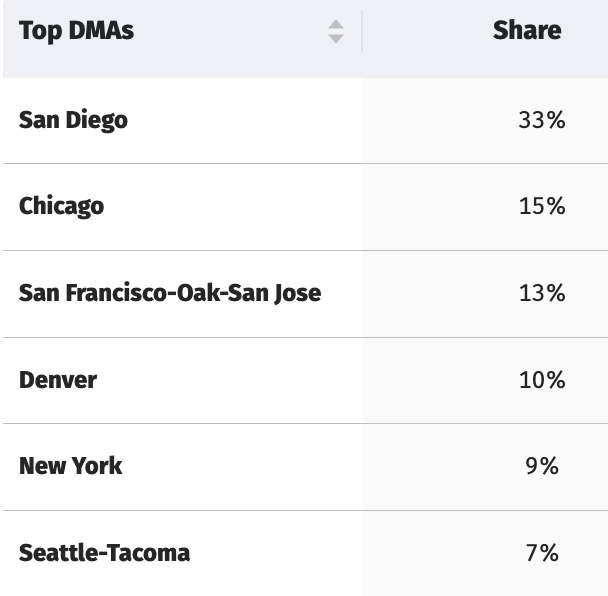 Top DMAs Share
San Diego 33%
Chicago 15%
San Francisco-Oak-San Jose 13%
Denver 10%
New York 9%
Seattle-Tacoma 7%